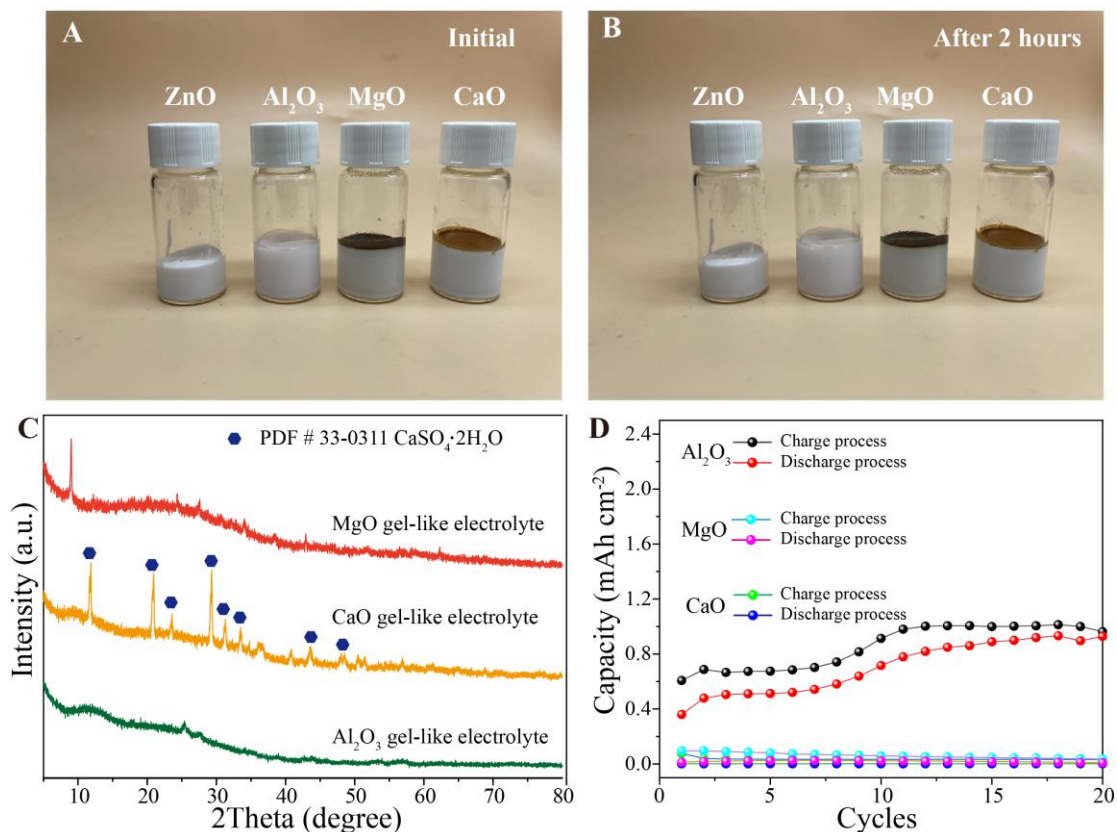 A
Initial
ZnO
Al₂O₃
MgO
CaO
B
After 2 hours
ZnO
Al₂O₃
MgO
CaO
C
PDF # 33-0311 CaSO₄·2H₂O
MgO gel-like electrolyte
CaO gel-like electrolyte
Al₂O₃ gel-like electrolyte
Intensity (a.u.)
10 20 30 40 50 60 70 80
2Theta (degree)
D
Al₂O₃
Charge process
Discharge process
MgO
Charge process
Discharge process
CaO
Charge process
Discharge process
Capacity (mAh cm⁻²)
2.4
2.0
1.6
1.2
0.8
0.4
0.0
0 5 10 15 20
Cycles